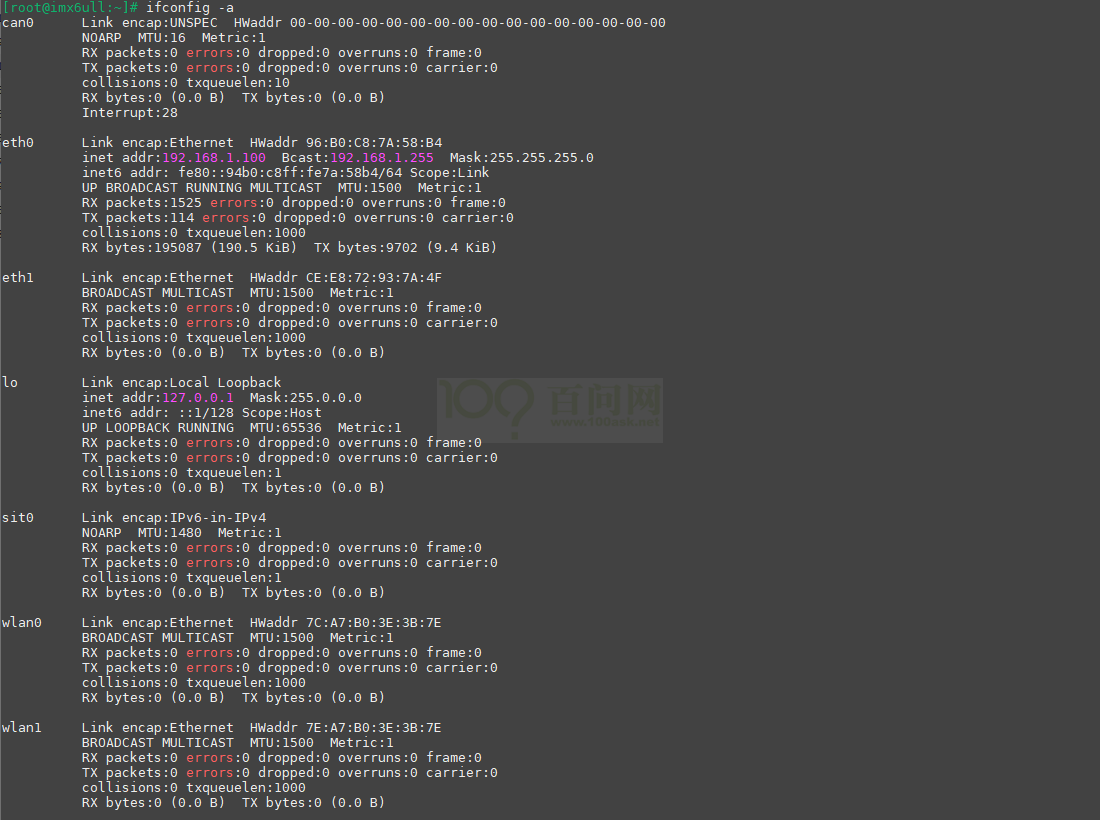 [root@imx6ull:~]# ifconfig -a
can0      Link encap:UNSPEC  HWaddr 00-00-00-00-00-00-00-00-00-00-00-00-00-00-00-00
          NOARP  MTU:16  Metric:1
          RX packets:0 errors:0 dropped:0 overruns:0 frame:0
          TX packets:0 errors:0 dropped:0 overruns:0 carrier:0
          collisions:0 txqueuelen:10
          RX bytes:0 (0.0 B)  TX bytes:0 (0.0 B)
          Interrupt:28
eth0      Link encap:Ethernet  HWaddr 96:B0:C8:7A:58:B4
          inet addr:192.168.1.100  Bcast:192.168.1.255  Mask:255.255.255.0
          inet6 addr: fe80::94b0:c8ff:fe7a:58b4/64 Scope:Link
          UP BROADCAST RUNNING MULTICAST  MTU:1500  Metric:1
          RX packets:1525 errors:0 dropped:0 overruns:0 frame:0
          TX packets:114 errors:0 dropped:0 overruns:0 carrier:0
          collisions:0 txqueuelen:1000
          RX bytes:195087 (190.5 KiB)  TX bytes:9702 (9.4 KiB)
eth1      Link encap:Ethernet  HWaddr CE:E8:72:93:7A:4F
          BROADCAST MULTICAST  MTU:1500  Metric:1
          RX packets:0 errors:0 dropped:0 overruns:0 frame:0
          TX packets:0 errors:0 dropped:0 overruns:0 carrier:0
          collisions:0 txqueuelen:1000
          RX bytes:0 (0.0 B)  TX bytes:0 (0.0 B)
lo        Link encap:Local Loopback
          inet addr:127.0.0.1  Mask:255.0.0.0
          inet6 addr: ::1/128 Scope:Host
          UP LOOPBACK RUNNING  MTU:65536  Metric:1
          RX packets:0 errors:0 dropped:0 overruns:0 frame:0
          TX packets:0 errors:0 dropped:0 overruns:0 carrier:0
          collisions:0 txqueuelen:1
          RX bytes:0 (0.0 B)  TX bytes:0 (0.0 B)
100 百问网
www.100ask.net
sit0      Link encap:IPv6-in-IPv4
          NOARP  MTU:1480  Metric:1
          RX packets:0 errors:0 dropped:0 overruns:0 frame:0
          TX packets:0 errors:0 dropped:0 overruns:0 carrier:0
          collisions:0 txqueuelen:1
          RX bytes:0 (0.0 B)  TX bytes:0 (0.0 B)
wlan0     Link encap:Ethernet  HWaddr 7C:A7:B0:3E:3B:7E
          BROADCAST MULTICAST  MTU:1500  Metric:1
          RX packets:0 errors:0 dropped:0 overruns:0 frame:0
          TX packets:0 errors:0 dropped:0 overruns:0 carrier:0
          collisions:0 txqueuelen:1000
          RX bytes:0 (0.0 B)  TX bytes:0 (0.0 B)
wlan1     Link encap:Ethernet  HWaddr 7E:A7:B0:3E:3B:7E
          BROADCAST MULTICAST  MTU:1500  Metric:1
          RX packets:0 errors:0 dropped:0 overruns:0 frame:0
          TX packets:0 errors:0 dropped:0 overruns:0 carrier:0
          collisions:0 txqueuelen:1000
          RX bytes:0 (0.0 B)  TX bytes:0 (0.0 B)